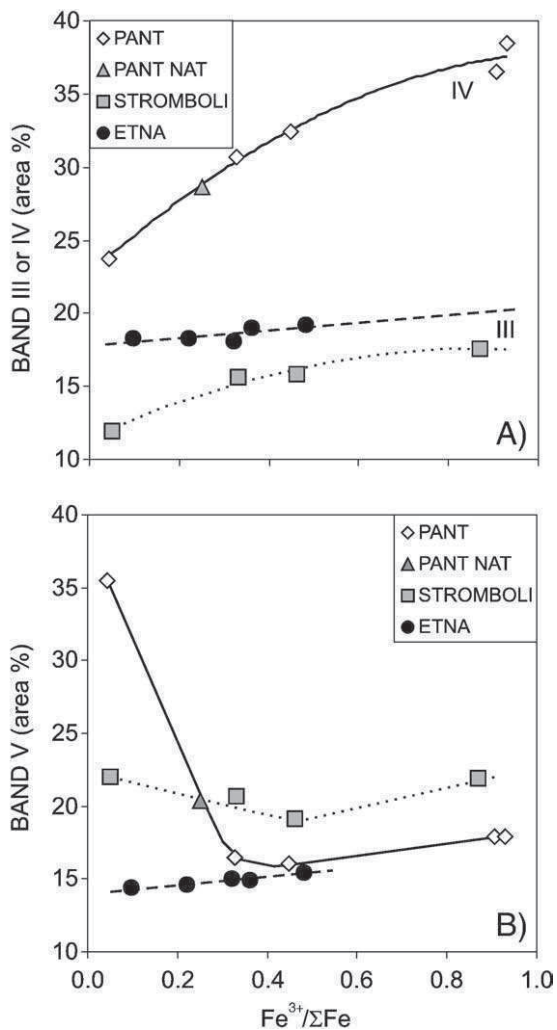 BAND III or IV (area %)
40
35
30
25
20
15
10
PANT
PANT NAT
STROMBOLI
ETNA
IV
III
A)
BAND V (area %)
40
35
30
25
20
15
10
PANT
PANT NAT
STROMBOLI
ETNA
B)
0.0 0.2 0.4 0.6 0.8 1.0
Fe³⁺/ΣFe